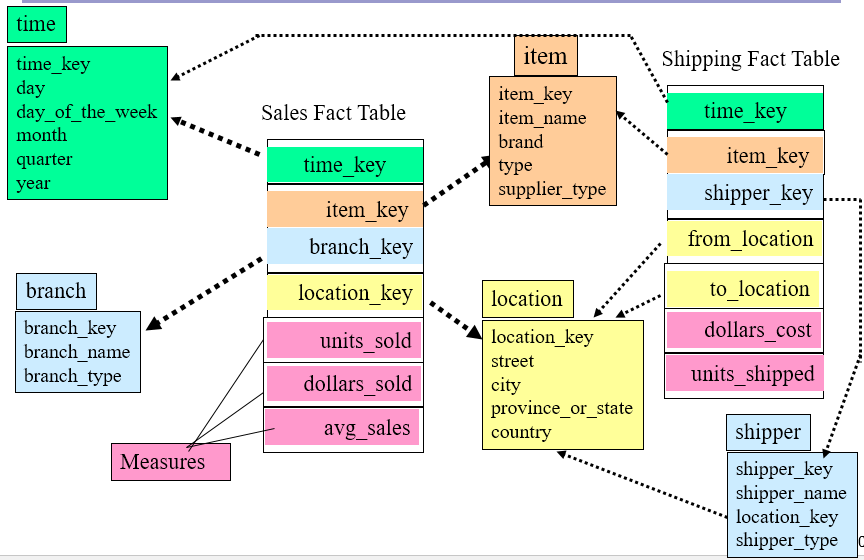 time
time_key
day
day_of_the_week
month
quarter
year
Sales Fact Table
time_key
item_key
branch_key
location_key
units_sold
dollars_sold
avg_sales
Measures
branch
branch_key
branch_name
branch_type
item
item_key
item_name
brand
type
supplier_type
location
location_key
street
city
province_or_state
country
Shipping Fact Table
time_key
item_key
shipper_key
from_location
to_location
dollars_cost
units_shipped
shipper
shipper_key
shipper_name
location_key
shipper_type